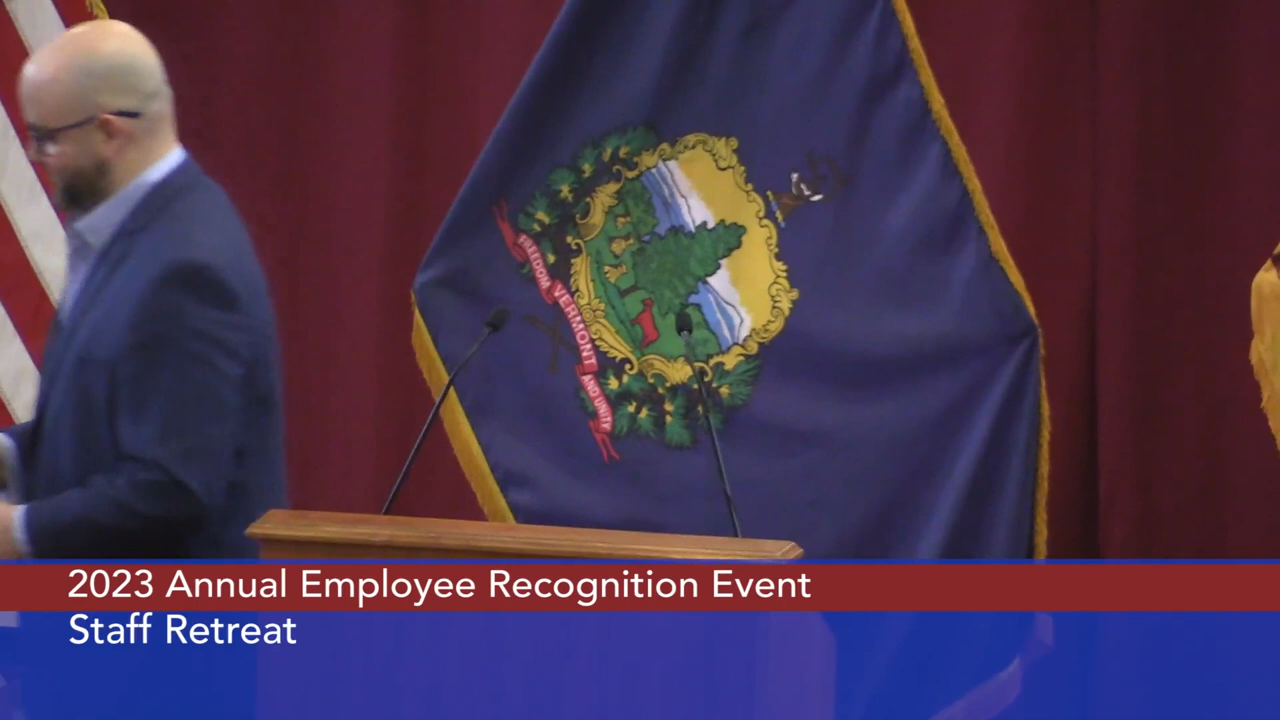 FREEDOM
VERMONT
AND UNITY
2023 Annual Employee Recognition Event
Staff Retreat